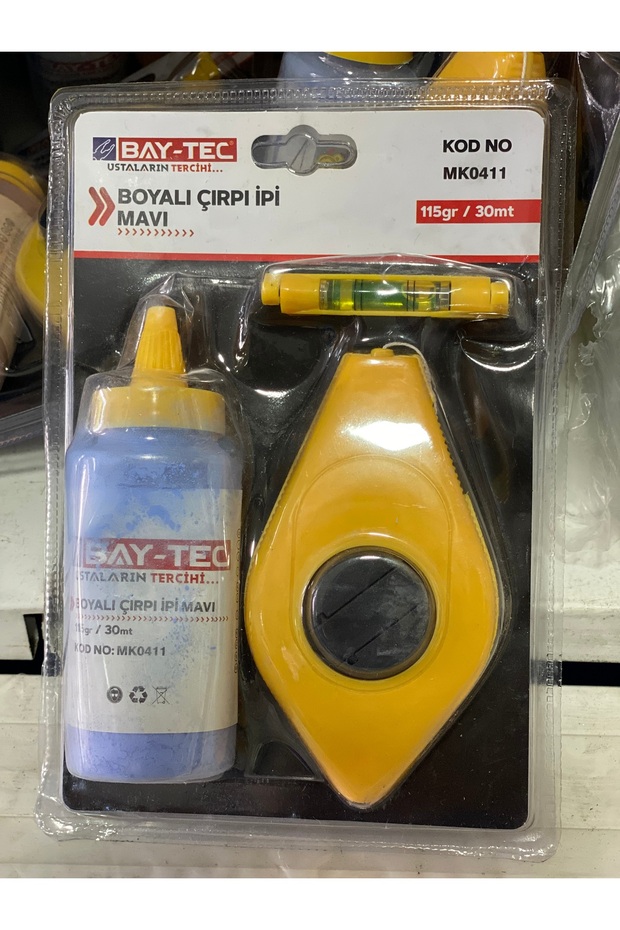 BAY-TEC
USTALARIN TERCİHİ...
BOYALI ÇIRPI İPİ
MAVI
KOD NO
MK0411
115gr / 30mt
BAY-TEC
USTALARIN TERCİHİ...
BOYALI ÇIRPI İPİ MAVI
115gr / 30mt
KOD NO: MK0411